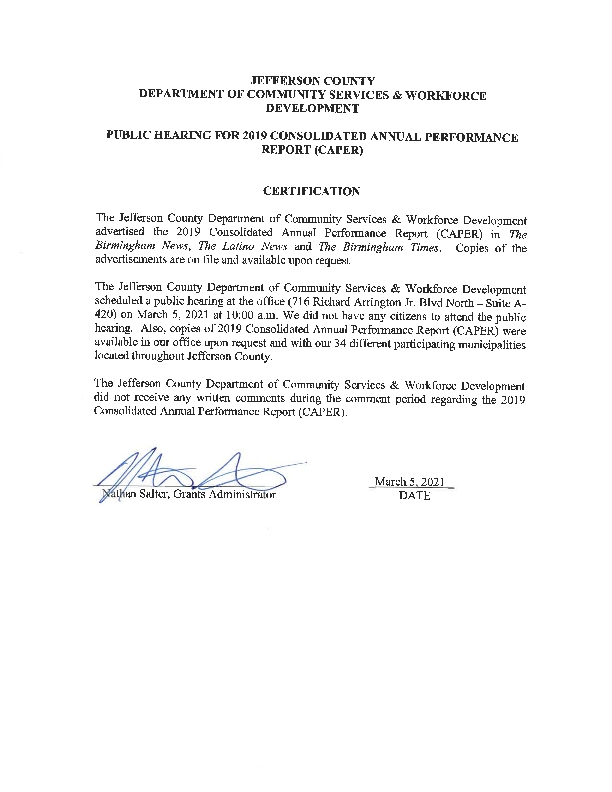 JEFFERSON COUNTY
DEPARTMENT OF COMMUNITY SERVICES & WORKFORCE
DEVELOPMENT
PUBLIC HEARING FOR 2019 CONSOLIDATED ANNUAL PERFORMANCE
REPORT (CAPER)
CERTIFICATION
The Jefferson County Department of Community Services & Workforce Development
advertised the 2019 Consolidated Annual Performance Report (CAPER) in The
Birmingham News, The Latino News and The Birmingham Times. Copies of the
advertisements are on file and available upon request.
The Jefferson County Department of Community Services & Workforce Development
scheduled a public hearing at the office (716 Richard Arrington Jr. Blvd North – Suite A-
420) on March 5, 2021 at 10:00 a.m. We did not have any citizens to attend the public
hearing. Also, copies of 2019 Consolidated Annual Performance Report (CAPER) were
available in our office upon request and with our 34 different participating municipalities
located throughout Jefferson County.
The Jefferson County Department of Community Services & Workforce Development
did not receive any written comments during the comment period regarding the 2019
Consolidated Annual Performance Report (CAPER).
Nathan Salter, Grants Administrator
March 5, 2021
DATE